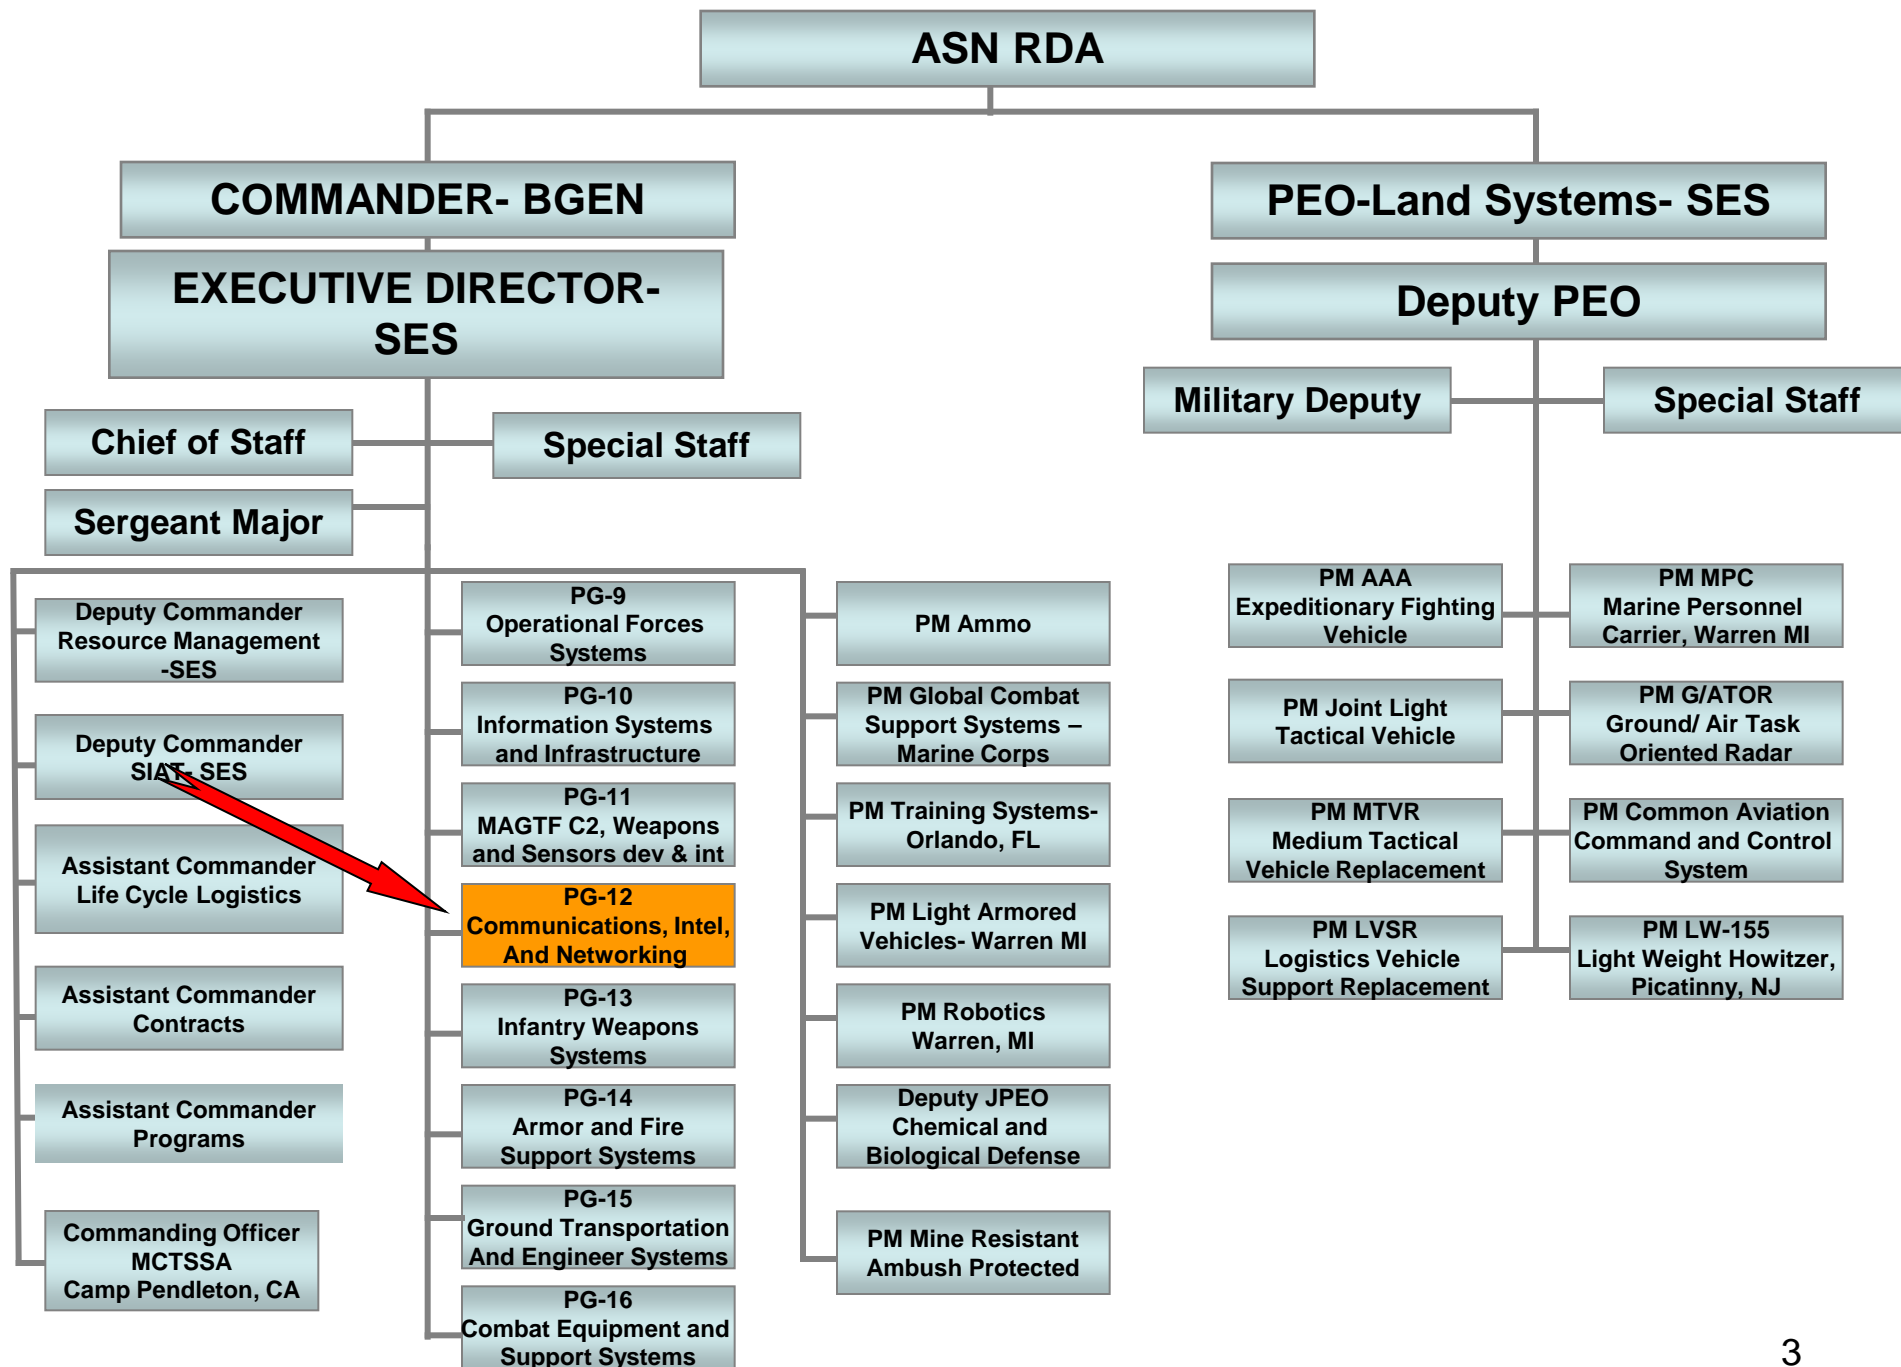 ASN RDA
COMMANDER- BGEN
EXECUTIVE DIRECTOR-
SES
Chief of Staff
Special Staff
Sergeant Major
Deputy Commander
Resource Management
-SES
Deputy Commander
SIAT- SES
Assistant Commander
Life Cycle Logistics
Assistant Commander
Contracts
Assistant Commander
Programs
Commanding Officer
MCTSSA
Camp Pendleton, CA
PG-9
Operational Forces
Systems
PG-10
Information Systems
and Infrastructure
PG-11
MAGTF C2, Weapons
and Sensors dev & int
PG-12
Communications, Intel,
And Networking
PG-13
Infantry Weapons
Systems
PG-14
Armor and Fire
Support Systems
PG-15
Ground Transportation
And Engineer Systems
PG-16
Combat Equipment and
Support Systems
PM Ammo
PM Global Combat
Support Systems –
Marine Corps
PM Training Systems-
Orlando, FL
PM Light Armored
Vehicles- Warren MI
PM Robotics
Warren, MI
Deputy JPEO
Chemical and
Biological Defense
PM Mine Resistant
Ambush Protected
PEO-Land Systems- SES
Deputy PEO
Military Deputy
Special Staff
PM AAA
Expeditionary Fighting
Vehicle
PM MPC
Marine Personnel
Carrier, Warren MI
PM Joint Light
Tactical Vehicle
PM G/ATOR
Ground/ Air Task
Oriented Radar
PM MTVR
Medium Tactical
Vehicle Replacement
PM Common Aviation
Command and Control
System
PM LVSR
Logistics Vehicle
Support Replacement
PM LW-155
Light Weight Howitzer,
Picatinny, NJ
3